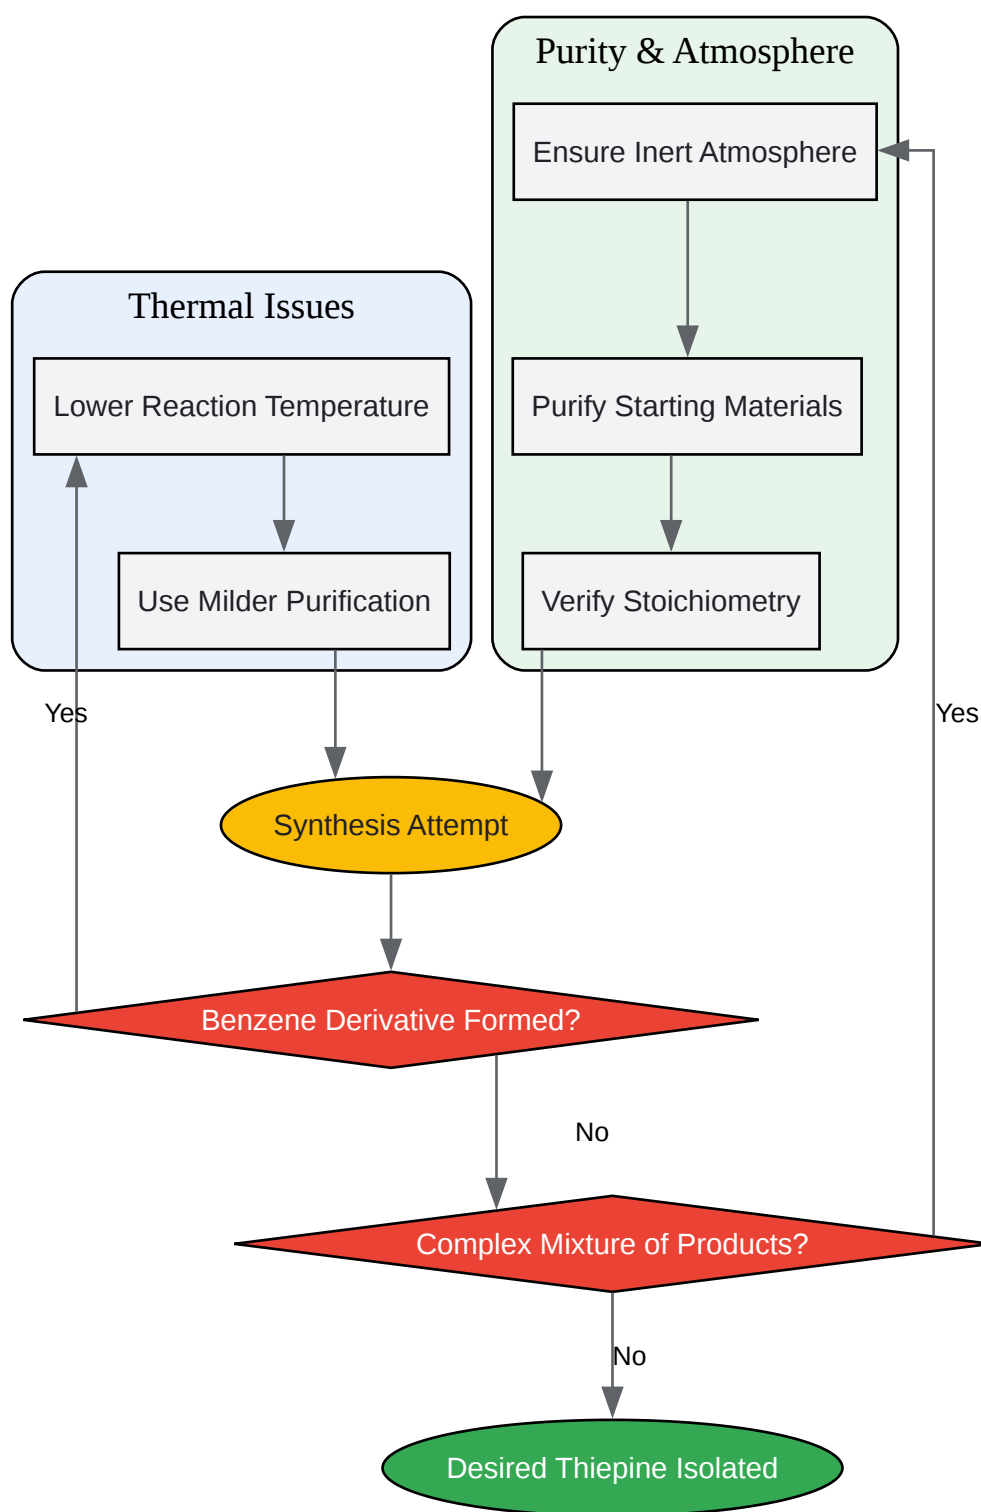 Purity & Atmosphere
Ensure Inert Atmosphere
Thermal Issues
Lower Reaction Temperature
Purify Starting Materials
Use Milder Purification
Verify Stoichiometry
Yes
Yes
Synthesis Attempt
Benzene Derivative Formed?
No
Complex Mixture of Products?
No
Desired Thiepine Isolated